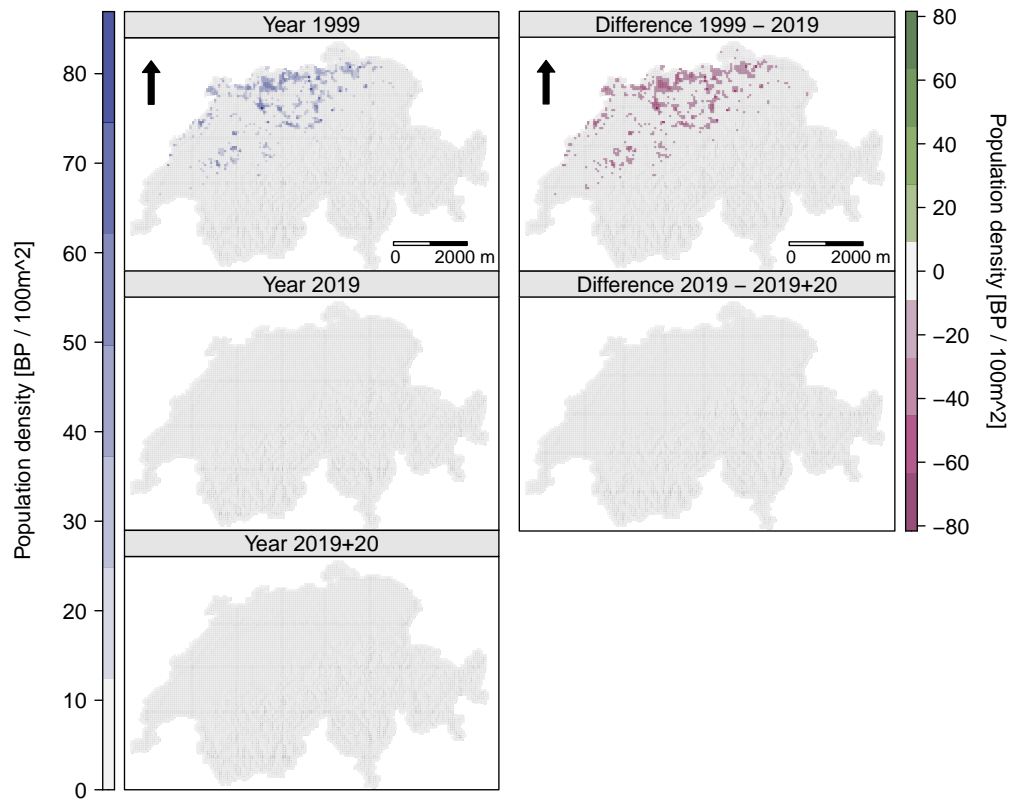 Year 1999
Difference 1999 − 2019
0 2000 m
0 2000 m
Year 2019
Difference 2019 − 2019+20
Year 2019+20
Population density [BP / 100m^2]
80
70
60
50
40
30
20
10
0
80
60
40
20
0
−20
−40
−60
−80
Population density [BP / 100m^2]